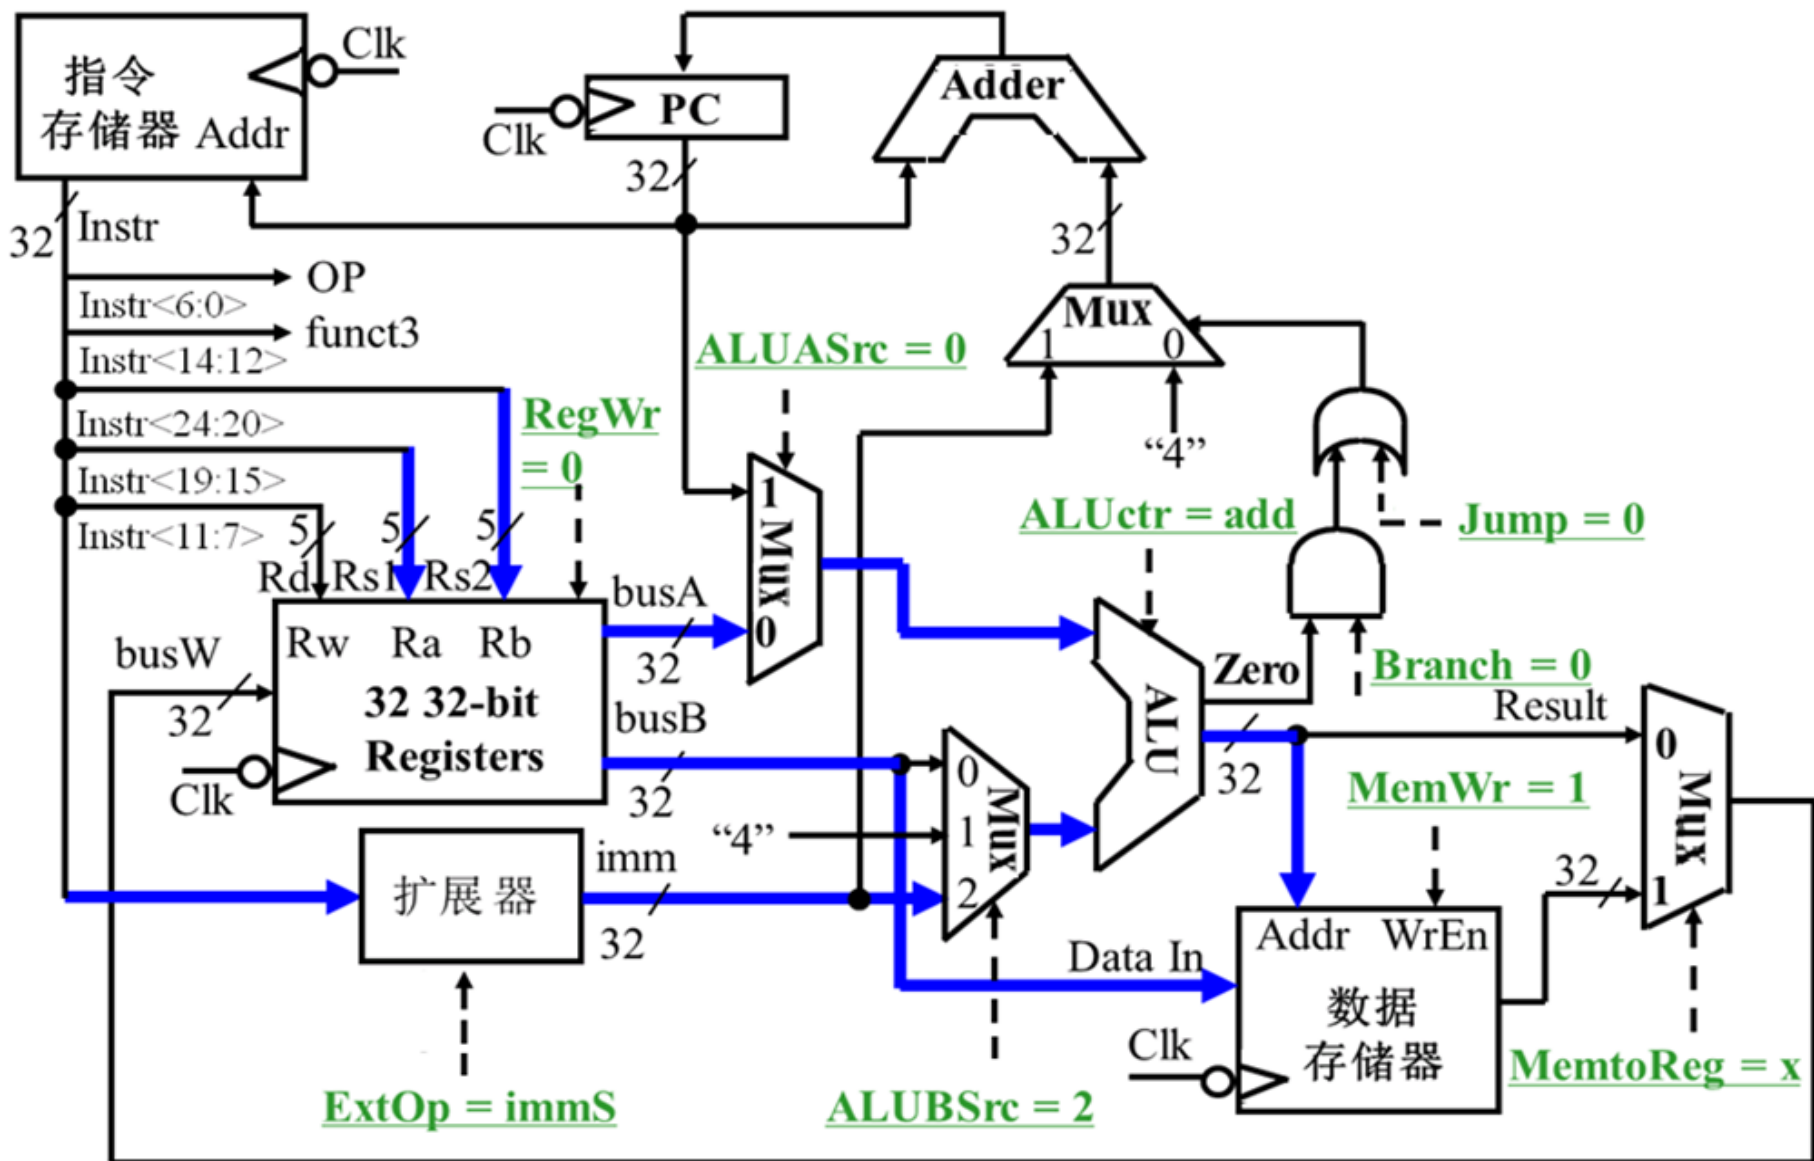 指令
存储器 Addr
Clk
PC
Clk
Adder
32
32
32
Instr
OP
Instr<6:0>
funct3
Instr<14:12>
Instr<24:20>
Instr<19:15>
Instr<11:7>
Mux
1 0
"4"
ALUASrc = 0
RegWr
= 0
1
Mux
0
ALUctr = add
Jump = 0
5
5
5
Rd Rs1 Rs2
busA
32
Rw Ra Rb
32 32-bit
Registers
busW
32
Clk
busB
32
Zero
Branch = 0
Result
ALU
32
MemWr = 1
0
Mux
1
32
0
1
2
Mux
"4"
扩展器
imm
32
Data In
Addr WrEn
数据
存储器
Clk
MemtoReg = x
ExtOp = immS
ALUBSrc = 2